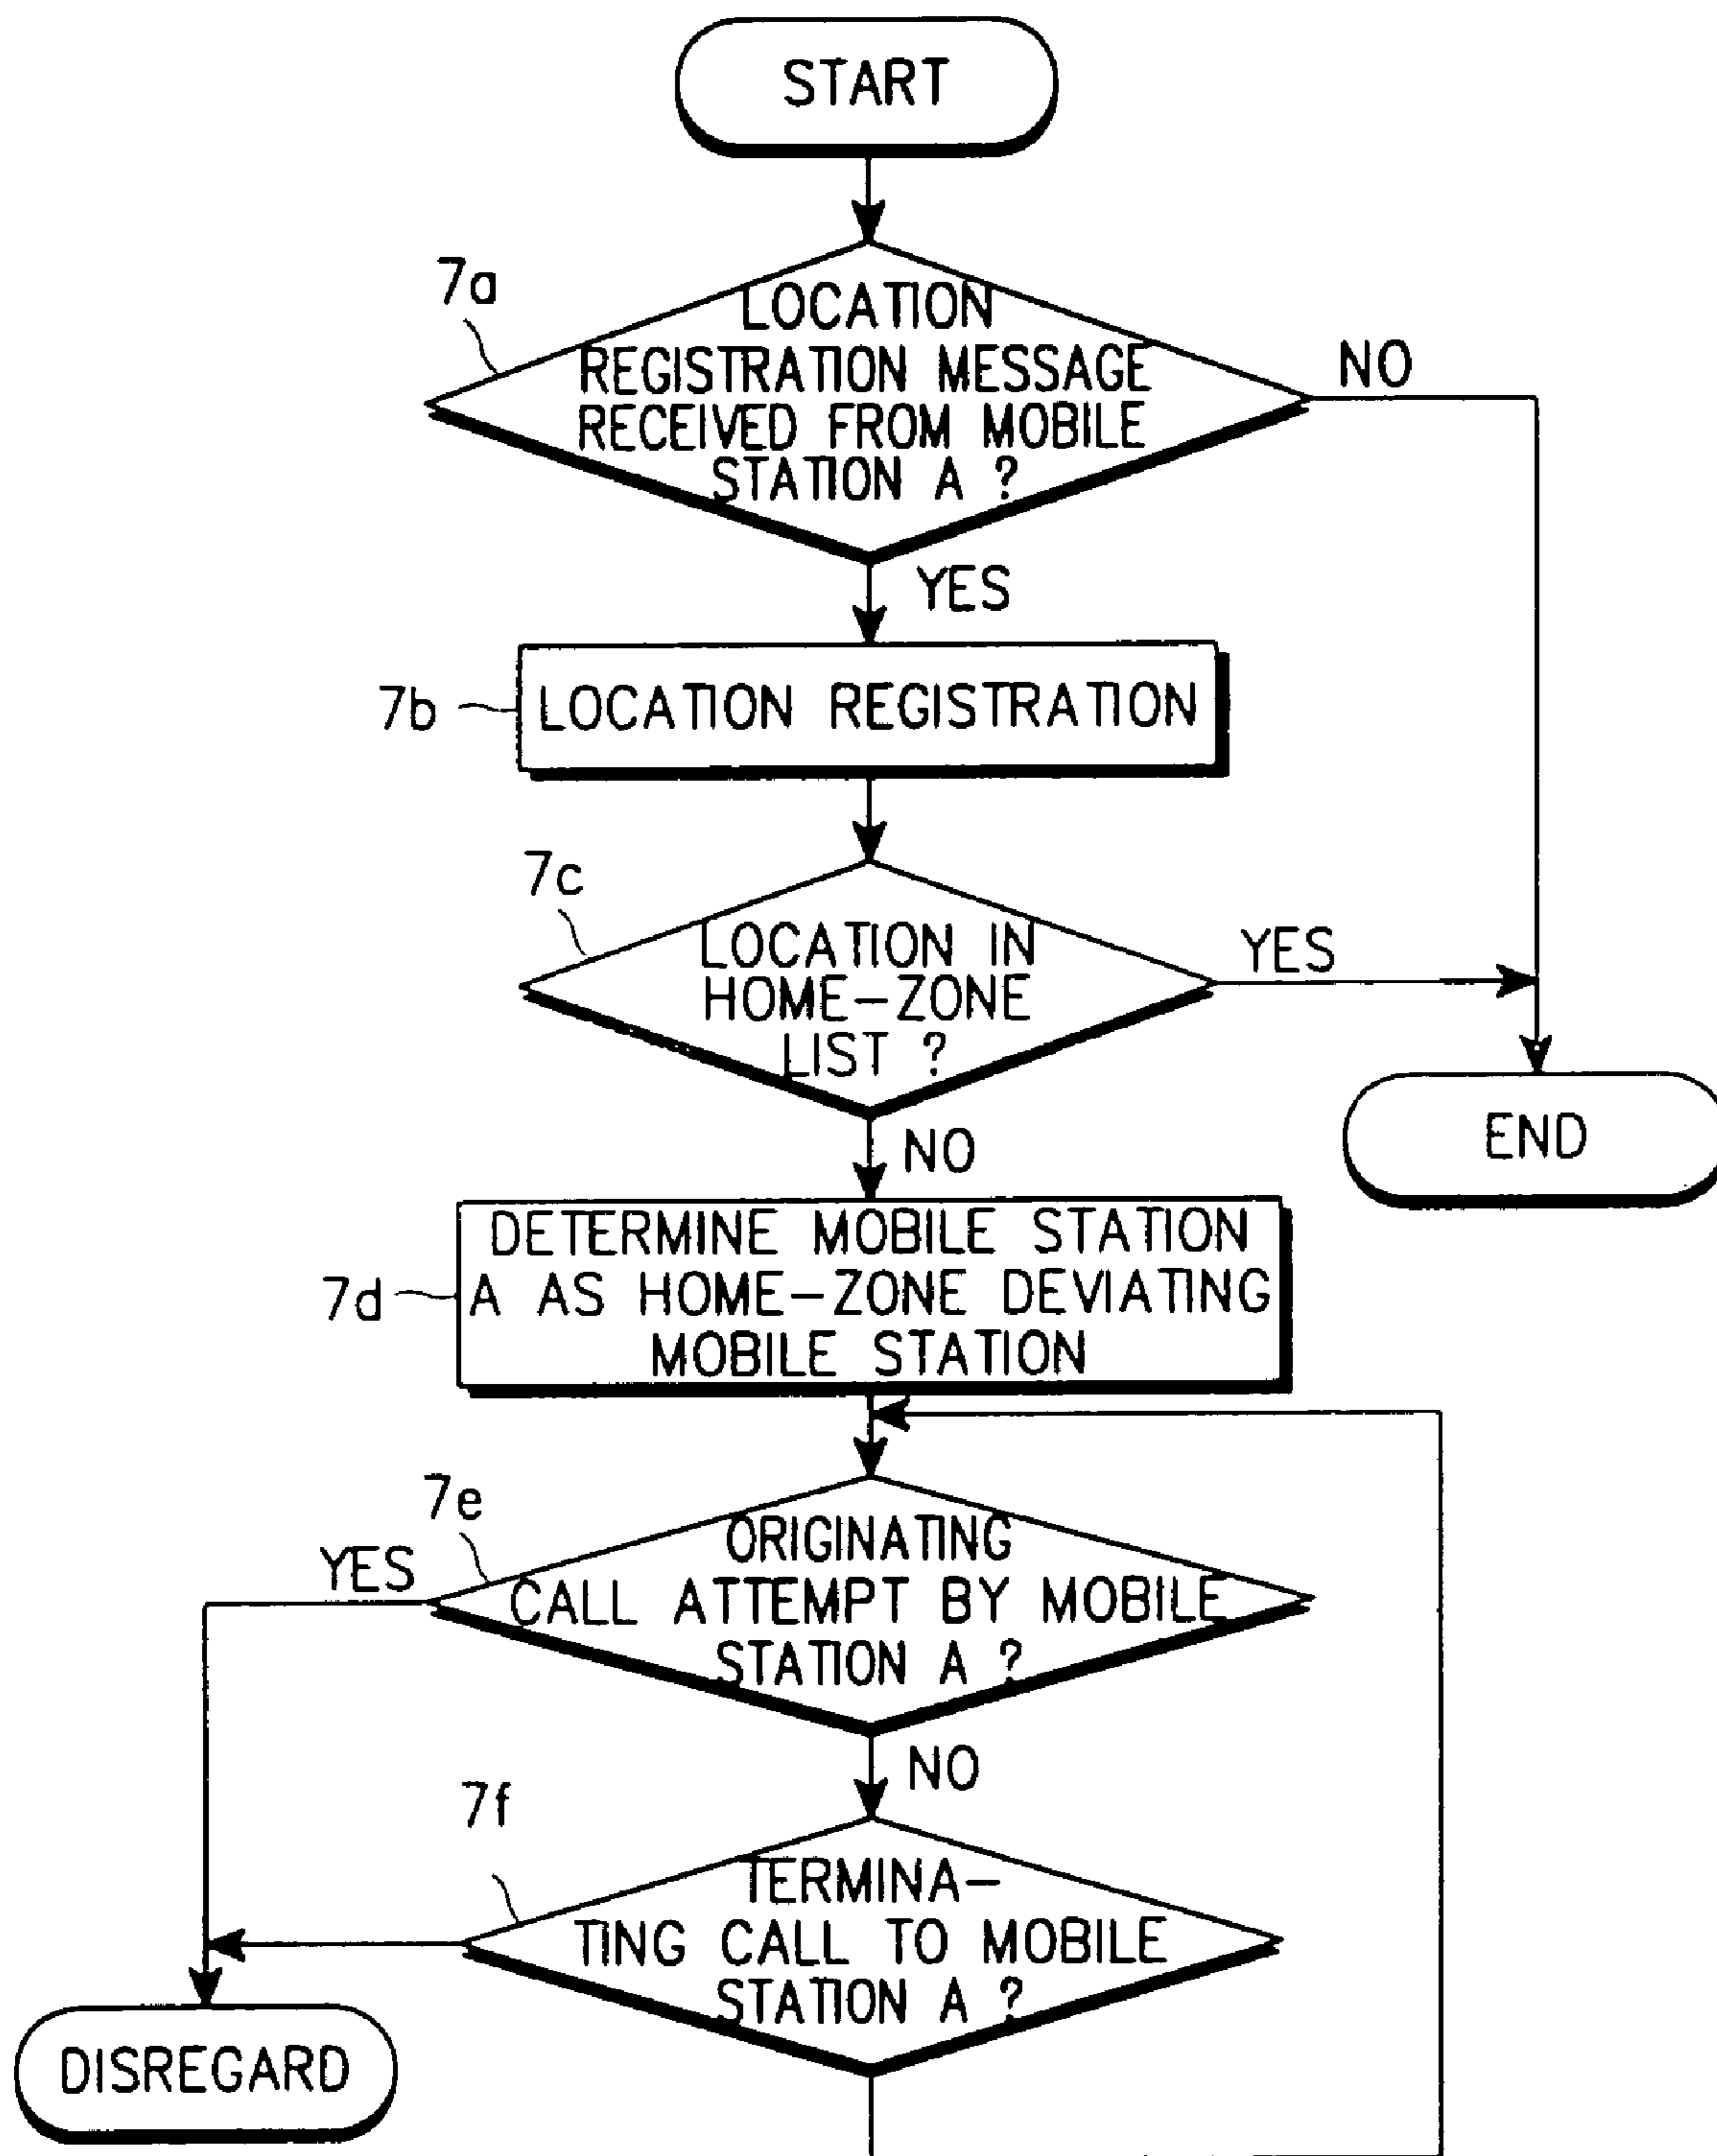 START
7a
LOCATION
REGISTRATION MESSAGE
RECEIVED FROM MOBILE
STATION A ?
NO
YES
7b
LOCATION REGISTRATION
7c
LOCATION IN
HOME-ZONE
LIST ?
YES
END
NO
7d
DETERMINE MOBILE STATION
A AS HOME-ZONE DEVIATING
MOBILE STATION
7e
YES
ORIGINATING
CALL ATTEMPT BY MOBILE
STATION A ?
NO
7f
TERMINA-
TING CALL TO MOBILE
STATION A ?
DISREGARD